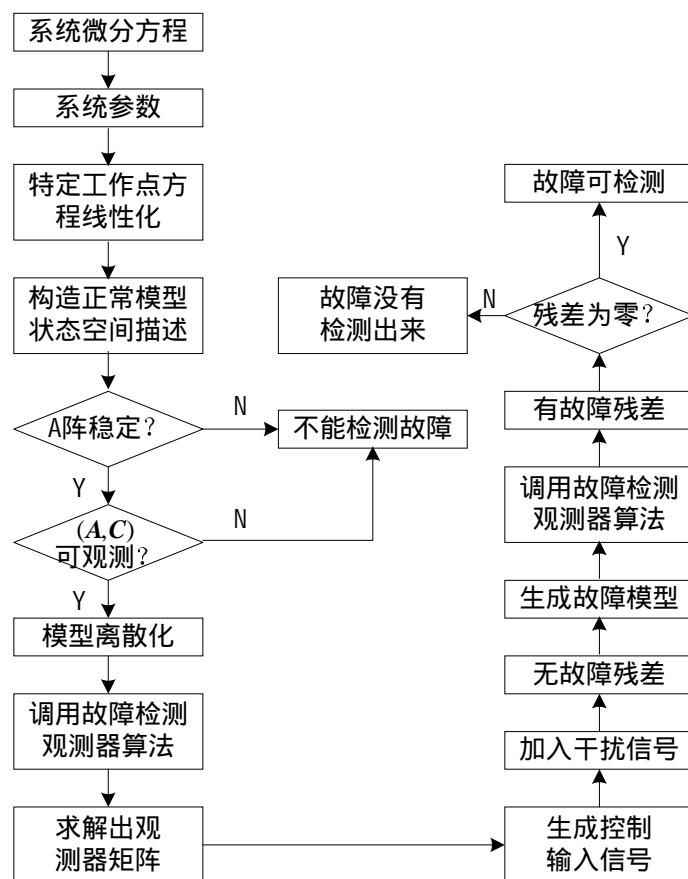 系统微分方程
系统参数
特定工作点方
程线性化
构造正常模型
状态空间描述
A阵稳定?
N
不能检测故障
Y
(A,C)
可观测?
N
Y
模型离散化
调用故障检测
观测器算法
求解出观
测器矩阵
生成控制
输入信号
加入干扰信号
无故障残差
生成故障模型
调用故障检测
观测器算法
有故障残差
残差为零?
N
故障没有
检测出来
Y
故障可检测